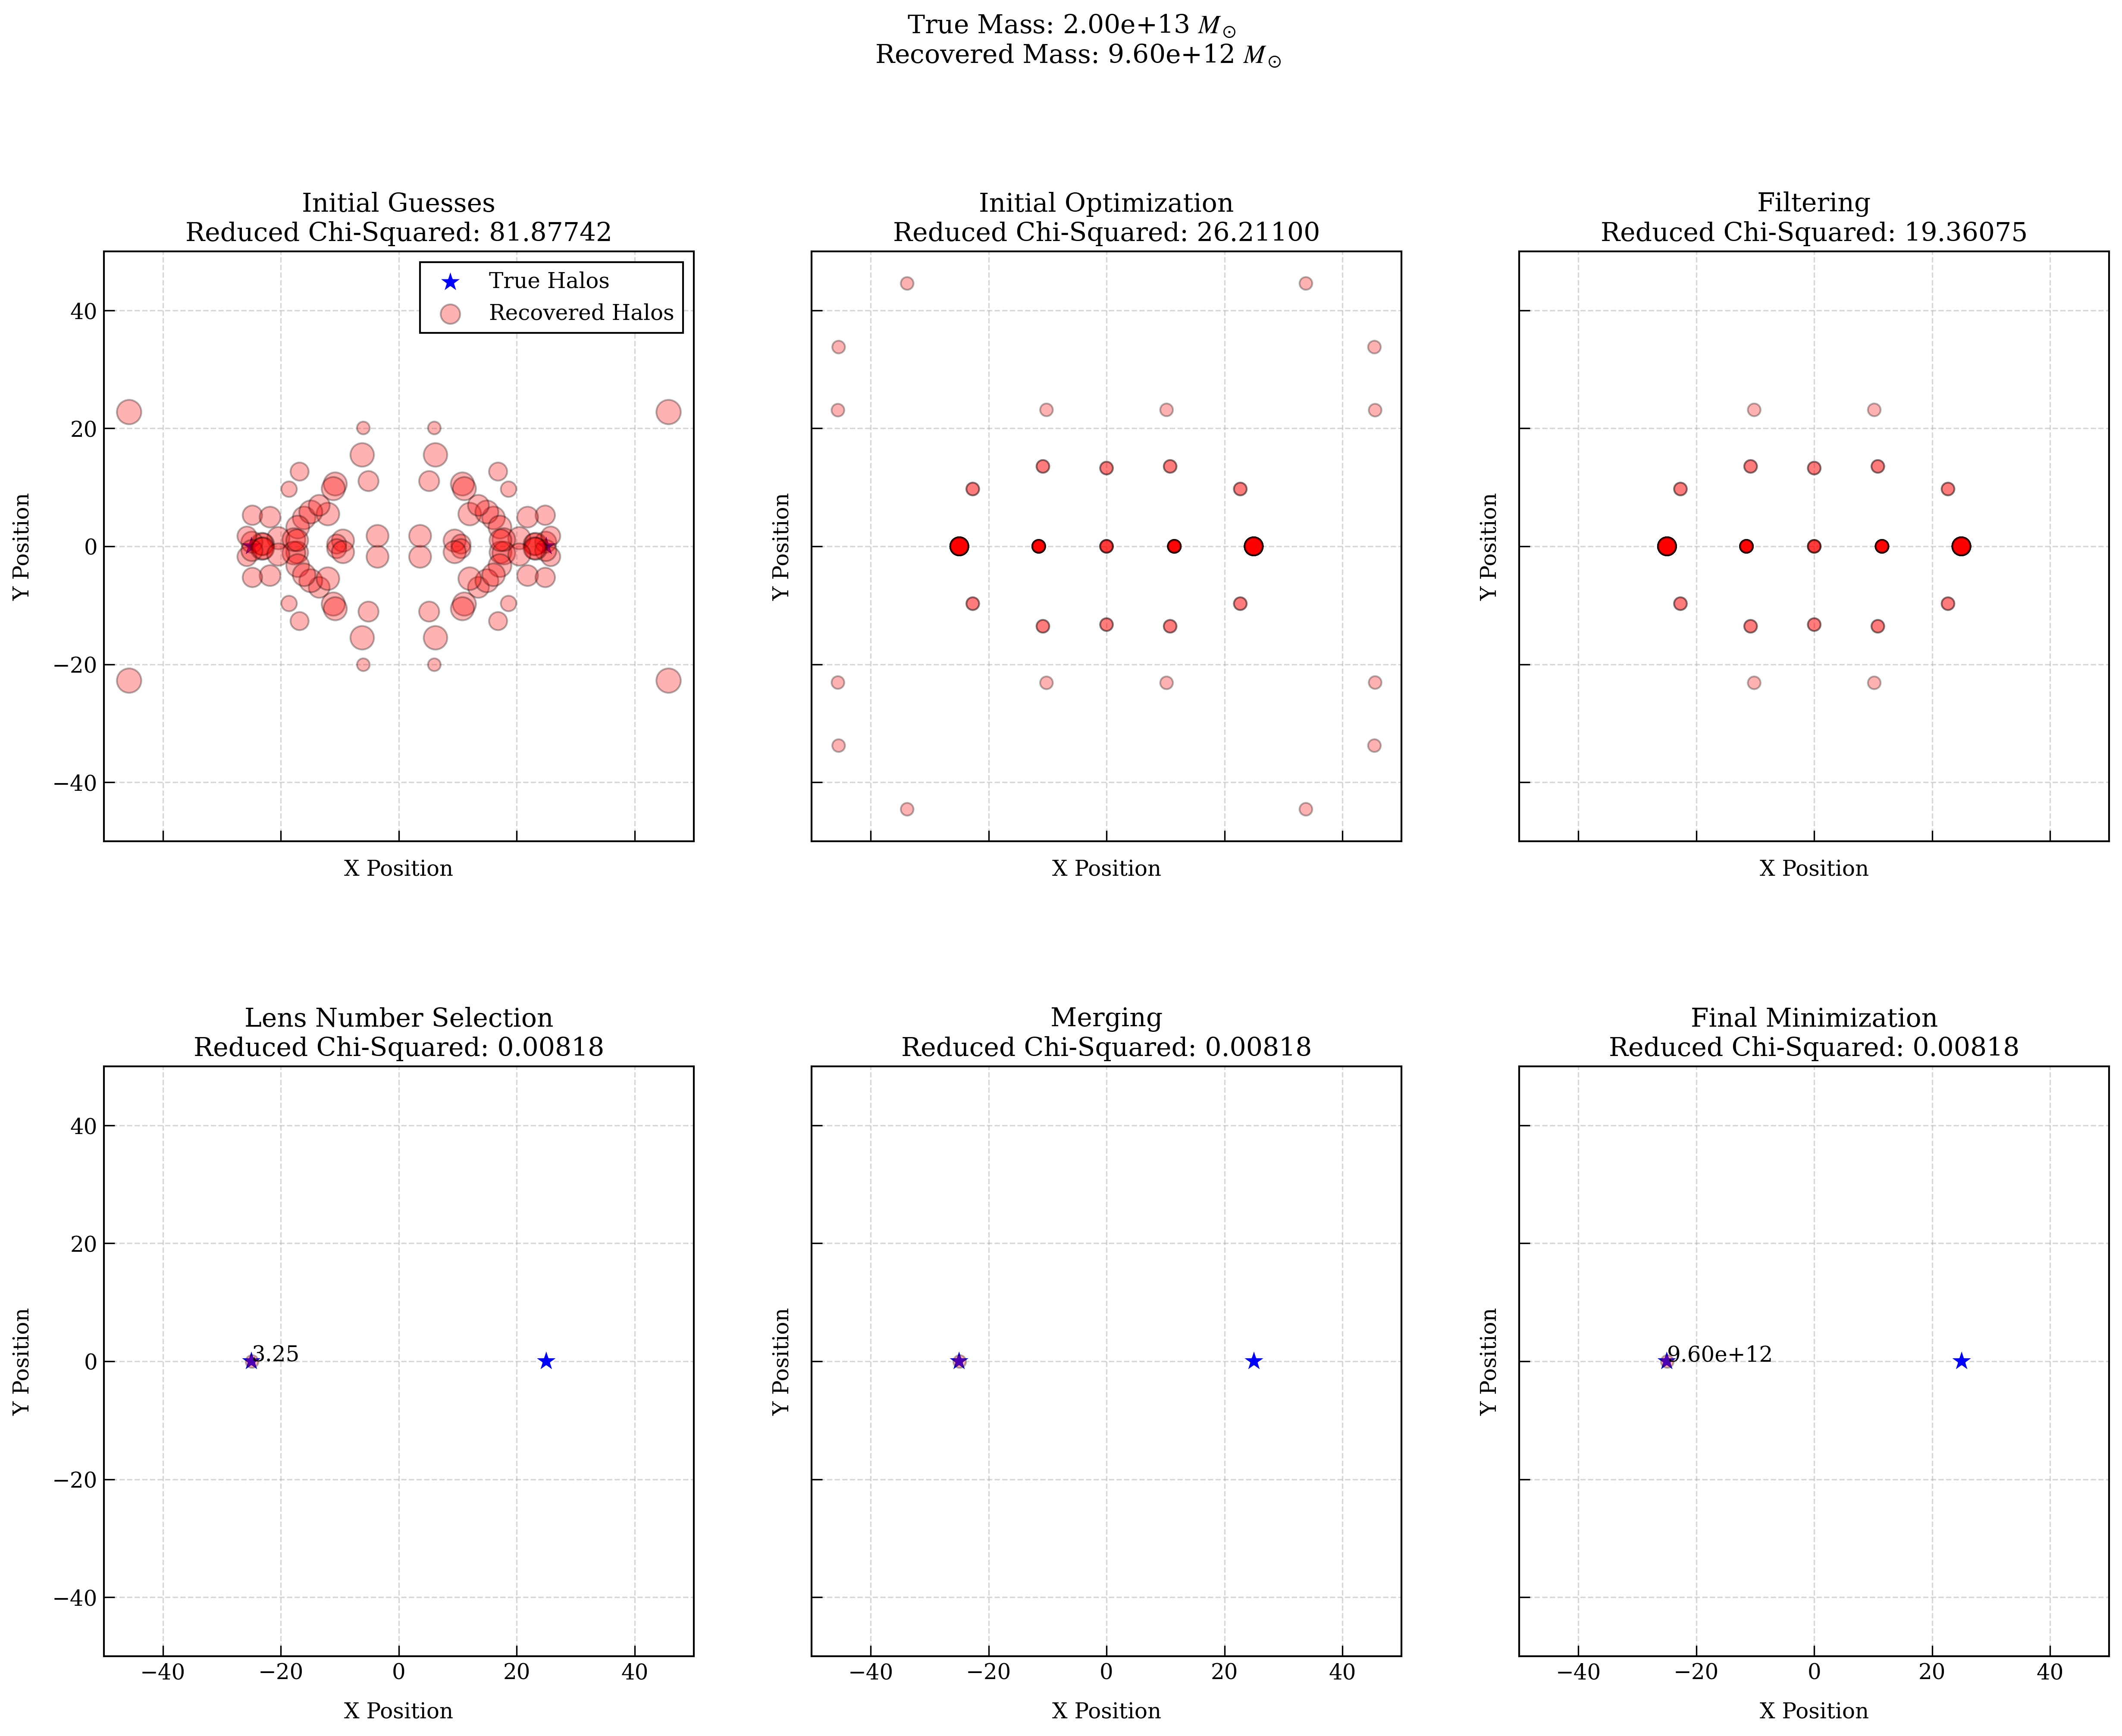 True Mass: 2.00e+13 M⊙
Recovered Mass: 9.60e+12 M⊙
Initial Guesses
Reduced Chi-Squared: 81.87742
True Halos
Recovered Halos
40
20
0
−20
−40
Y Position
X Position
Initial Optimization
Reduced Chi-Squared: 26.21100
Y Position
X Position
Filtering
Reduced Chi-Squared: 19.36075
Y Position
X Position
Lens Number Selection
Reduced Chi-Squared: 0.00818
40
20
0
−20
−40
Y Position
3.25
−40 −20 0 20 40
X Position
Merging
Reduced Chi-Squared: 0.00818
Y Position
−40 −20 0 20 40
X Position
Final Minimization
Reduced Chi-Squared: 0.00818
Y Position
9.60e+12
−40 −20 0 20 40
X Position